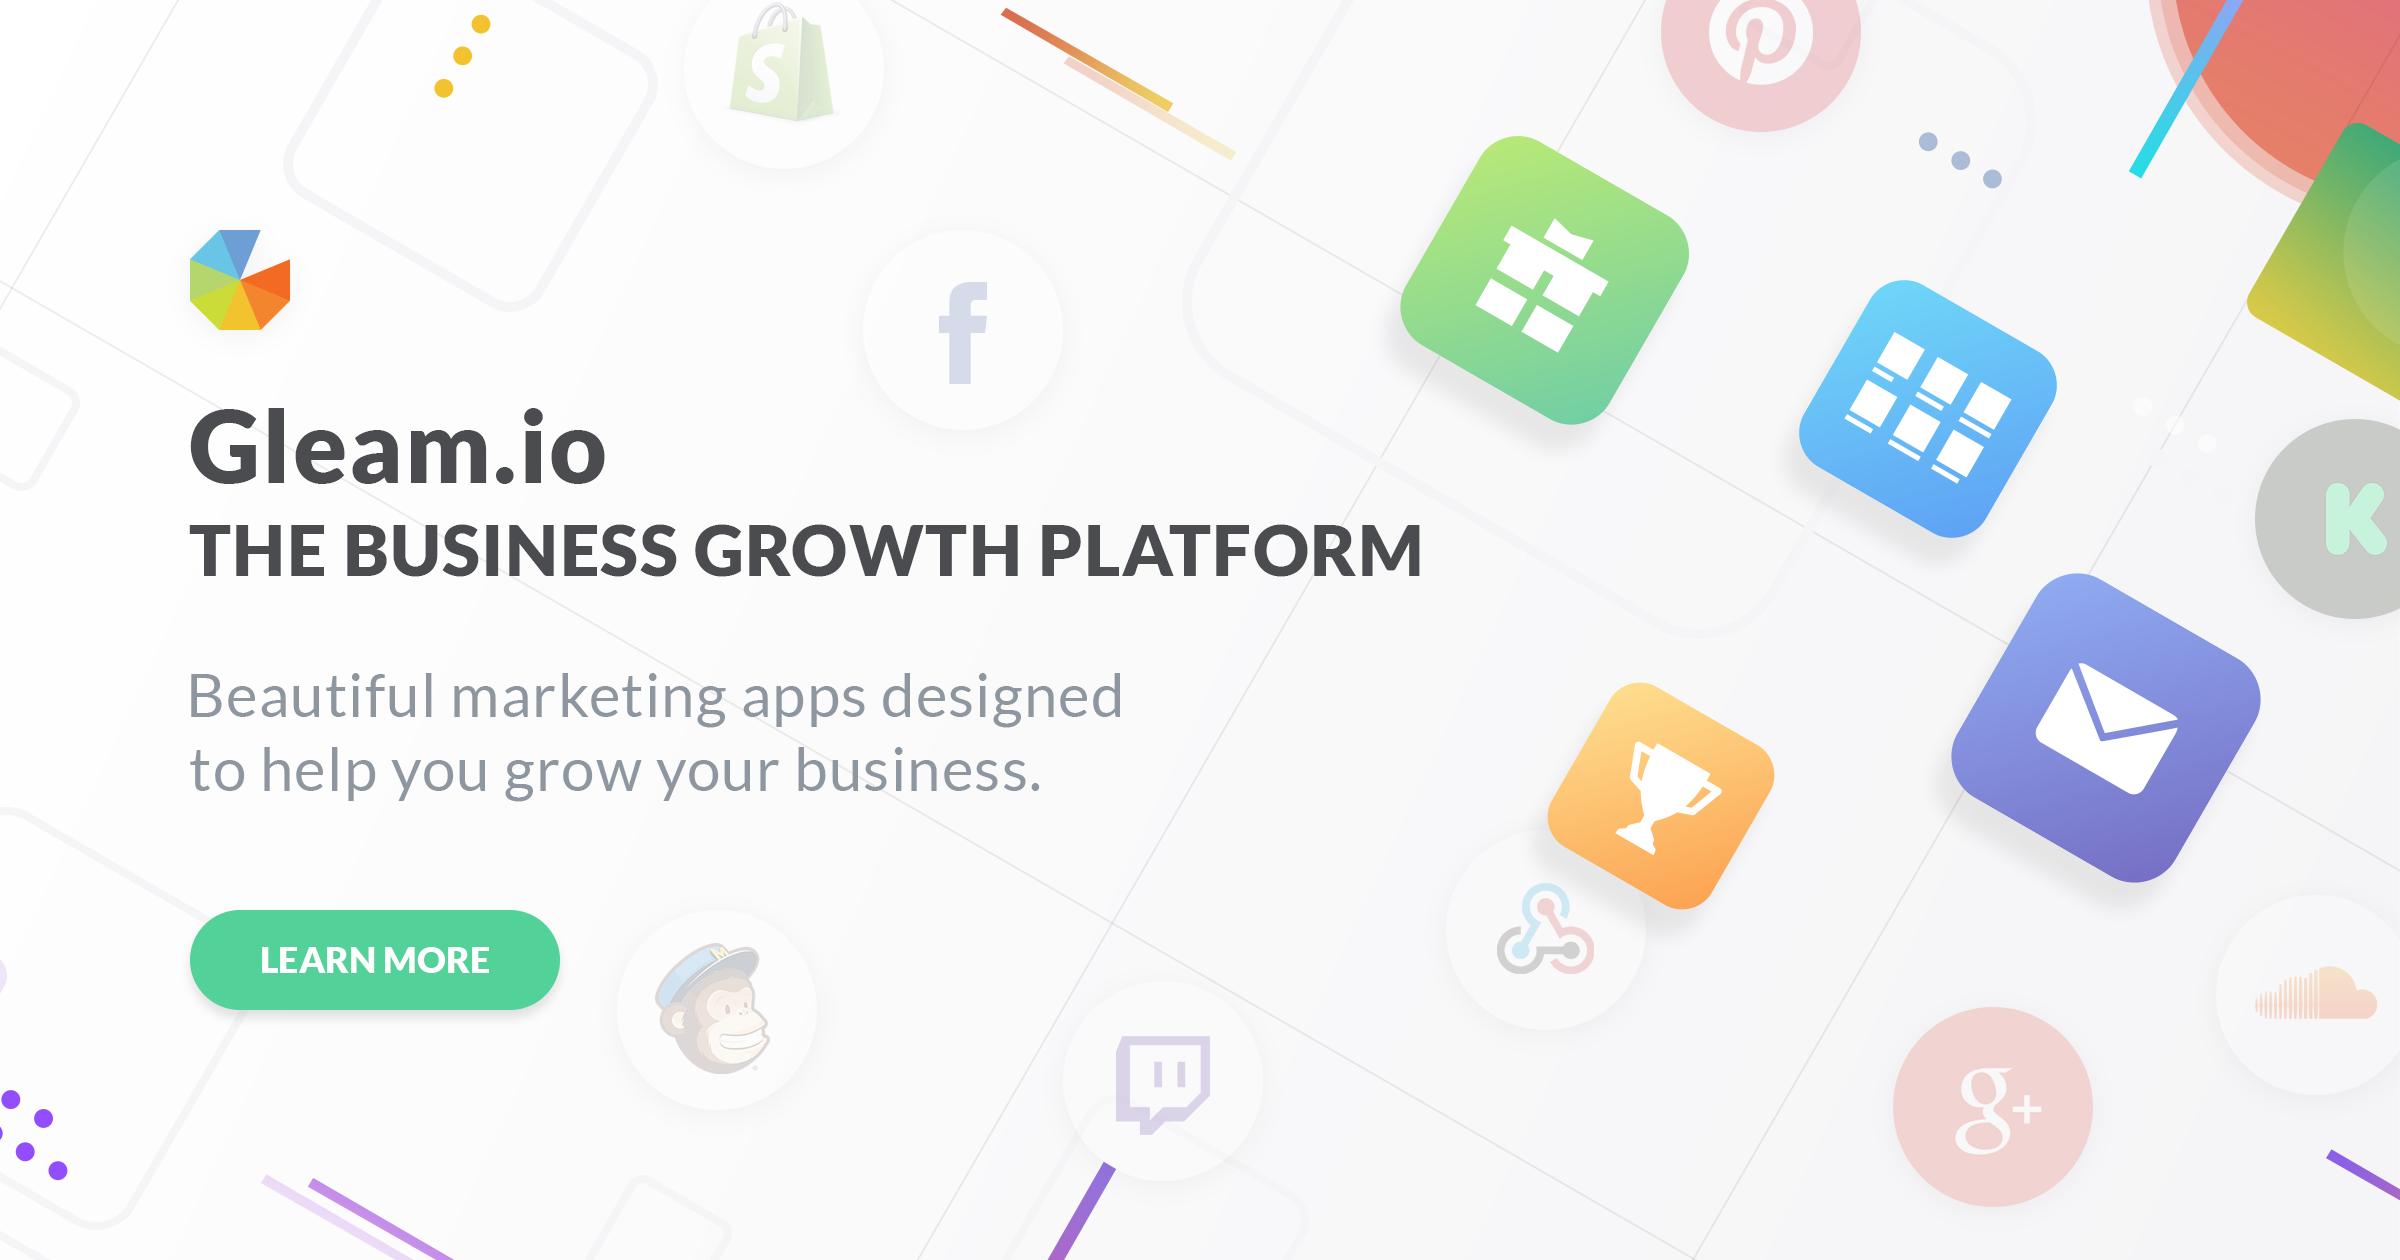 Gleam.io
THE BUSINESS GROWTH PLATFORM
Beautiful marketing apps designed
to help you grow your business.
LEARN MORE